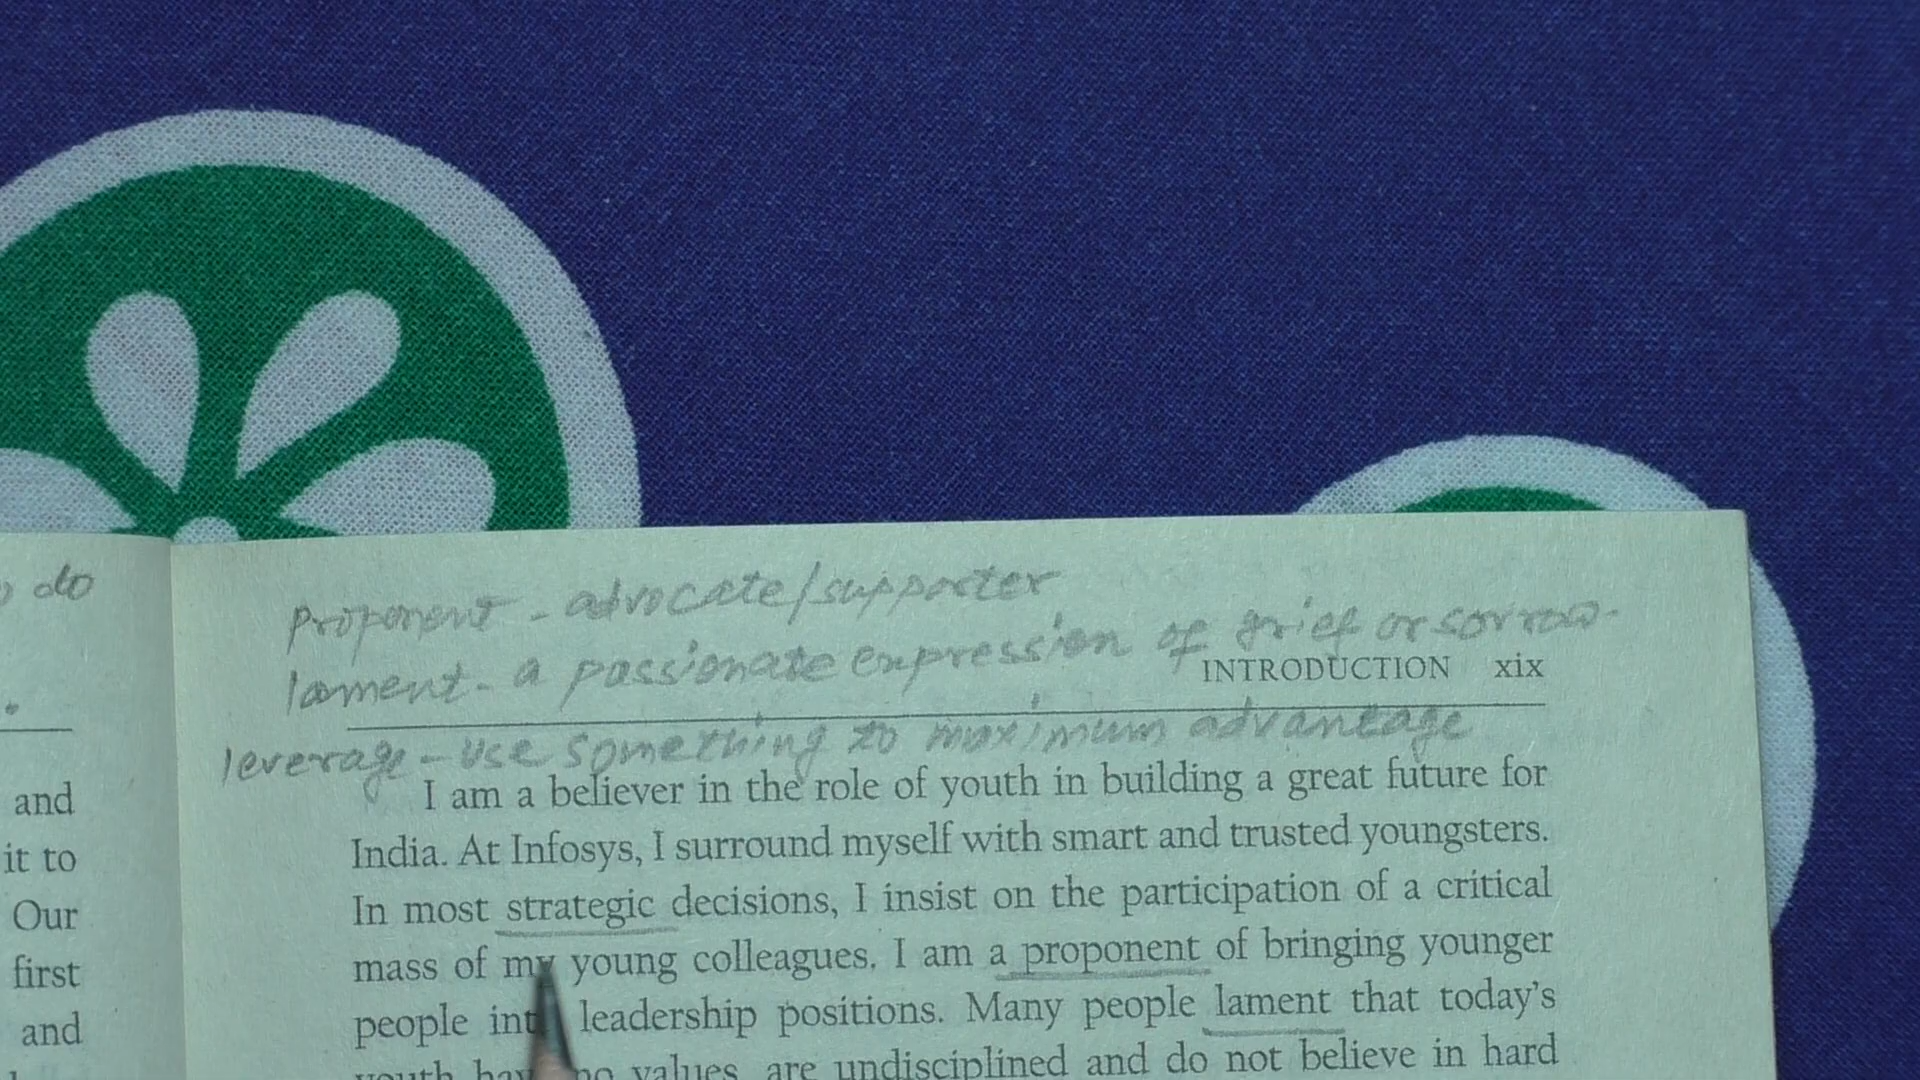 do
proponent - advocate/supporter
lament - a passionate expression of grief or sorrow.
INTRODUCTION xix
leverage - use something to maximum advantage
and
it to
Our
first
and
I am a believer in the role of youth in building a great future for
India. At Infosys, I surround myself with smart and trusted youngsters.
In most strategic decisions, I insist on the participation of a critical
mass of my young colleagues. I am a proponent of bringing younger
people into leadership positions. Many people lament that today's
youth have no values, are undisciplined and do not believe in hard